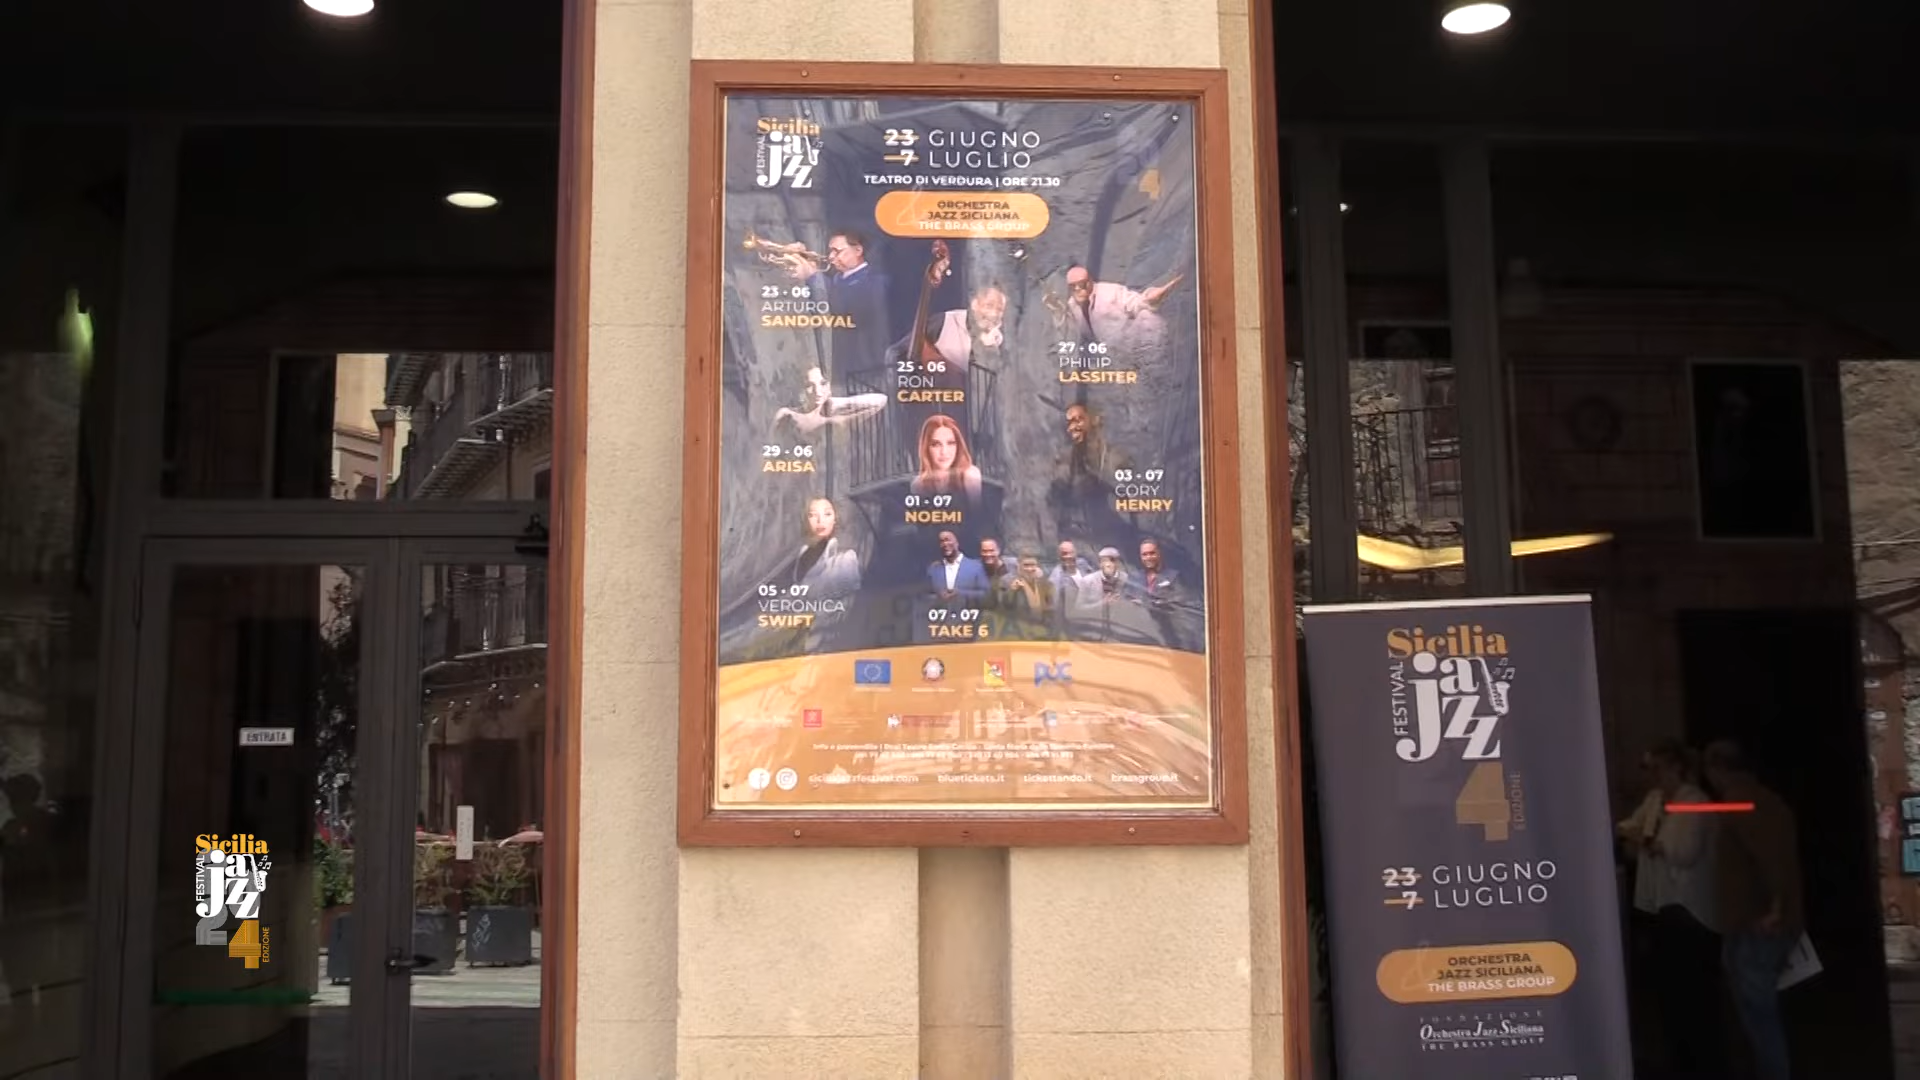 Sicilia
FESTIVAL
jazz
23 GIUGNO
7 LUGLIO
TEATRO DI VERDURA | ORE 21.30
4
ORCHESTRA
JAZZ SICILIANA
THE BRASS GROUP
23 - 06
ARTURO
SANDOVAL
25 - 06
RON
CARTER
27 - 06
PHILIP
LASSITER
29 - 06
ARISA
01 - 07
NOEMI
03 - 07
CORY
HENRY
05 - 07
VERONICA
SWIFT
07 - 07
TAKE 6
POC
siciliajazzfestival.com bluetickets.it tickettando.it brassgroup.it
ENTRATA
Sicilia
FESTIVAL
jazz
24
EDIZIONE
Sicilia
FESTIVAL
jazz
4
EDIZIONE
23 GIUGNO
7 LUGLIO
ORCHESTRA
JAZZ SICILIANA
THE BRASS GROUP
FONDAZIONE
Orchestra Jazz Siciliana
THE BRASS GROUP